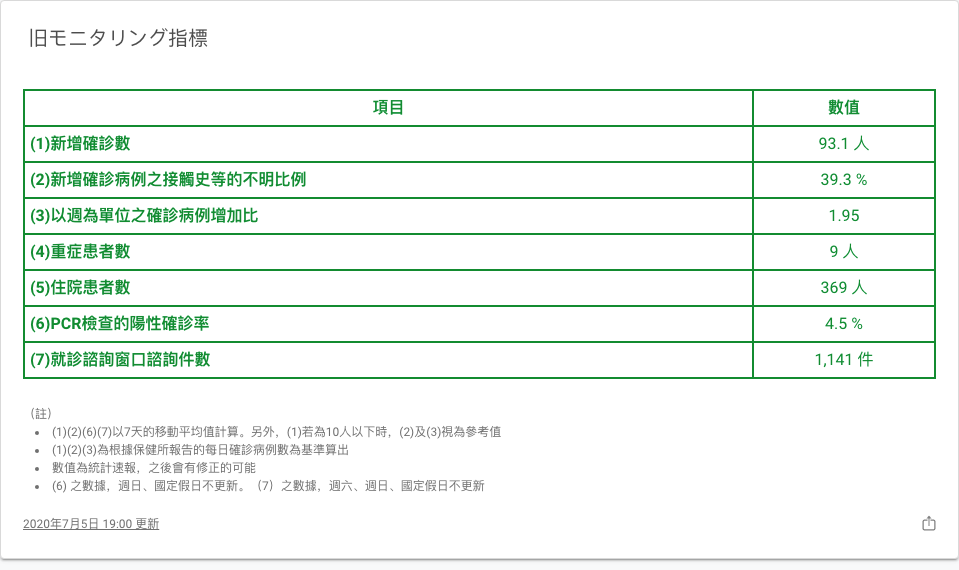 旧モニタリング指標
項目 數值
(1)新增確診數 93.1 人
(2)新增確診病例之接觸史等的不明比例 39.3 %
(3)以週為單位之確診病例增加比 1.95
(4)重症患者數 9 人
(5)住院患者數 369 人
(6)PCR檢查的陽性確診率 4.5 %
(7)就診諮詢窗口諮詢件數 1,141 件
（註）
• (1)(2)(6)(7)以7天的移動平均值計算。另外，(1)若為10人以下時，(2)及(3)視為參考值
• (1)(2)(3)為根據保健所報告的每日確診病例數為基準算出
• 數值為統計速報，之後會有修正的可能
• (6) 之數據，週日、國定假日不更新。（7）之數據，週六、週日、國定假日不更新
2020年7月5日 19:00 更新